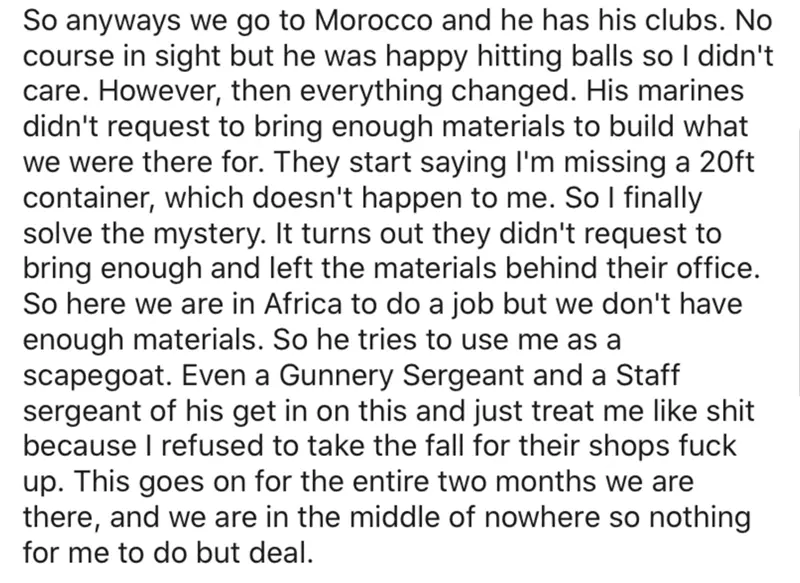 So anyways we go to Morocco and he has his clubs. No
course in sight but he was happy hitting balls so I didn't
care. However, then everything changed. His marines
didn't request to bring enough materials to build what
we were there for. They start saying I'm missing a 20ft
container, which doesn't happen to me. So I finally
solve the mystery. It turns out they didn't request to
bring enough and left the materials behind their office.
So here we are in Africa to do a job but we don't have
enough materials. So he tries to use me as a
scapegoat. Even a Gunnery Sergeant and a Staff
sergeant of his get in on this and just treat me like shit
because I refused to take the fall for their shops fuck
up. This goes on for the entire two months we are
there, and we are in the middle of nowhere so nothing
for me to do but deal.